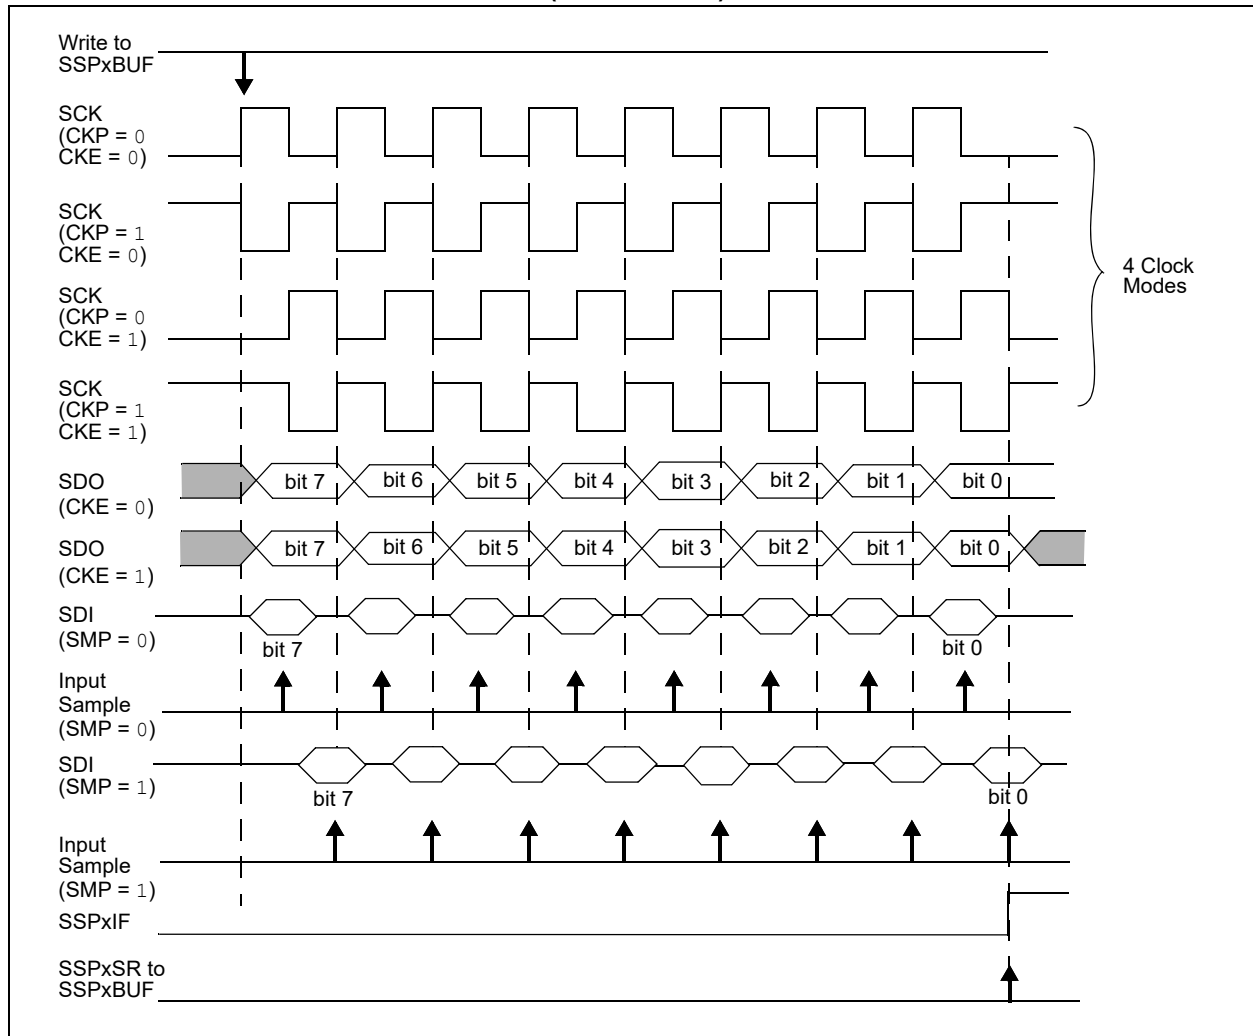 Write to
SSPxBUF
SCK
(CKP = 0
CKE = 0)
SCK
(CKP = 1
CKE = 0)
4 Clock
Modes
SCK
(CKP = 0
CKE = 1)
SCK
(CKP = 1
CKE = 1)
SDO
(CKE = 0)
bit 7 bit 6 bit 5 bit 4 bit 3 bit 2 bit 1 bit 0
SDO
(CKE = 1)
bit 7 bit 6 bit 5 bit 4 bit 3 bit 2 bit 1 bit 0
SDI
(SMP = 0)
bit 7 bit 0
Input
Sample
(SMP = 0)
SDI
(SMP = 1)
bit 7 bit 0
Input
Sample
(SMP = 1)
SSPxIF
SSPxSR to
SSPxBUF